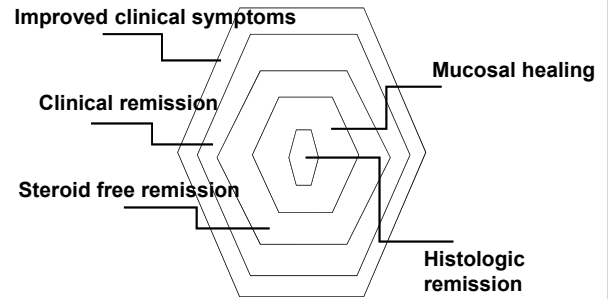 Improved clinical symptoms
Mucosal healing
Clinical remission
Steroid free remission
Histologic
remission